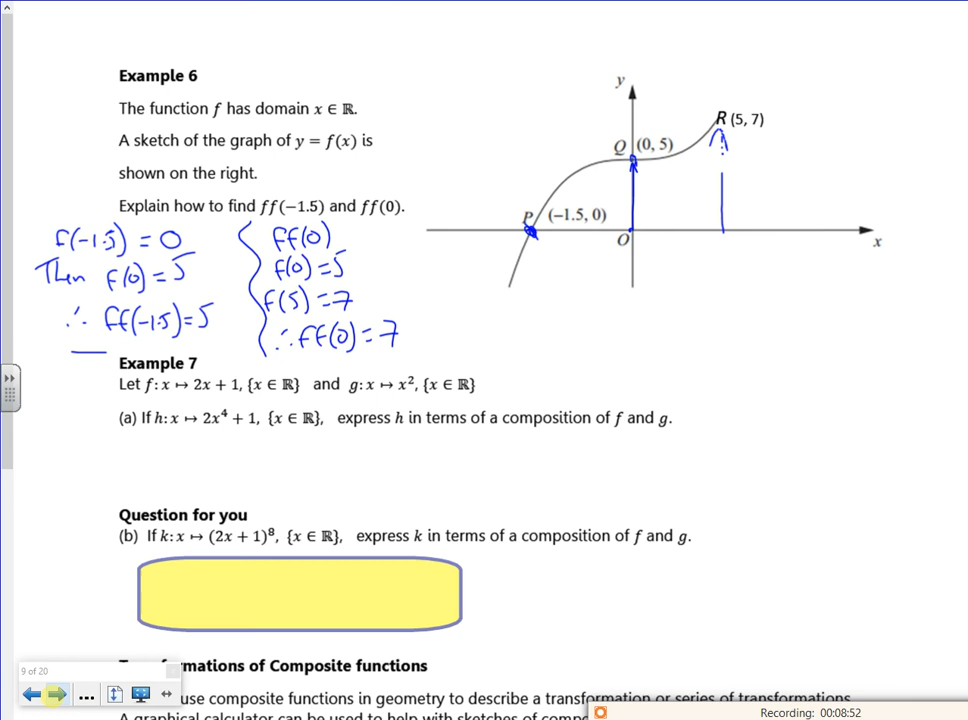 Example 6
The function f has domain x ∈ ℝ.
A sketch of the graph of y = f(x) is
shown on the right.
Explain how to find ff(−1.5) and ff(0).
y
R (5, 7)
Q (0, 5)
P (−1.5, 0)
O
x
f(-1.5) = 0
Then f(0) = 5
∴ ff(-1.5) = 5
ff(0)
f(0) = 5
f(5) = 7
∴ ff(0) = 7
Example 7
Let f: x ↦ 2x + 1, {x ∈ ℝ} and g: x ↦ x², {x ∈ ℝ}
(a) If h: x ↦ 2x⁴ + 1, {x ∈ ℝ}, express h in terms of a composition of f and g.
Question for you
(b) If k: x ↦ (2x + 1)⁸, {x ∈ ℝ}, express k in terms of a composition of f and g.
mations of Composite functions
9 of 20
use composite functions in geometry to describe a transformation or series of transformations.
A graphical calculator can be used to help with sketches of
Recording: 00:08:52